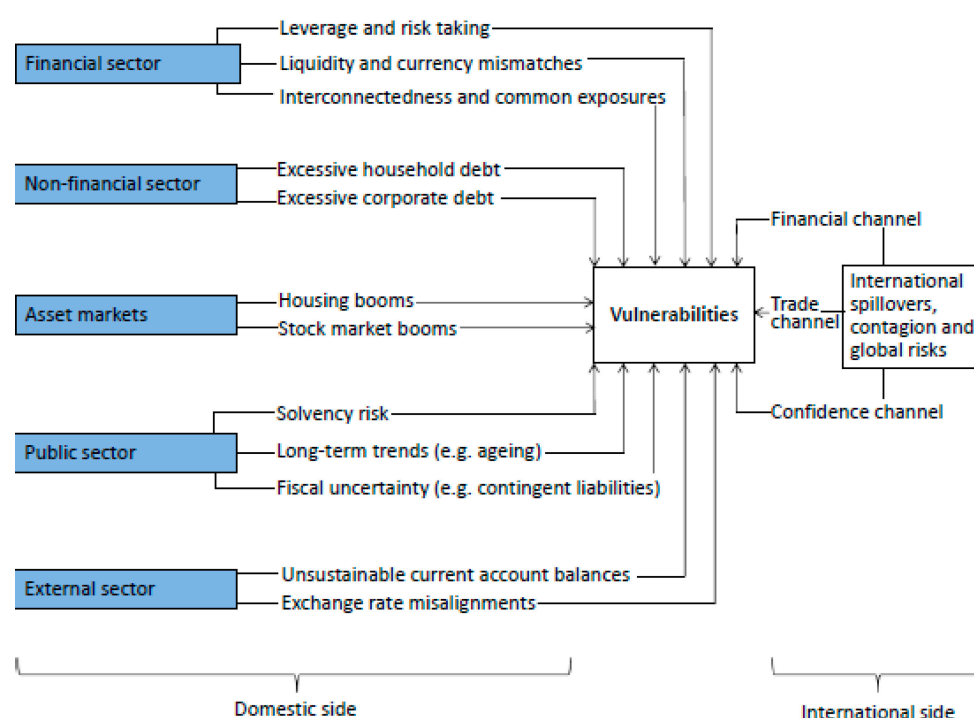 Financial sector
Leverage and risk taking
Liquidity and currency mismatches
Interconnectedness and common exposures
Non-financial sector
Excessive household debt
Excessive corporate debt
Asset markets
Housing booms
Stock market booms
Public sector
Solvency risk
Long-term trends (e.g. ageing)
Fiscal uncertainty (e.g. contingent liabilities)
External sector
Unsustainable current account balances
Exchange rate misalignments
Vulnerabilities
Financial channel
Trade
channel
Confidence channel
International
spillovers,
contagion and
global risks
Domestic side
International side